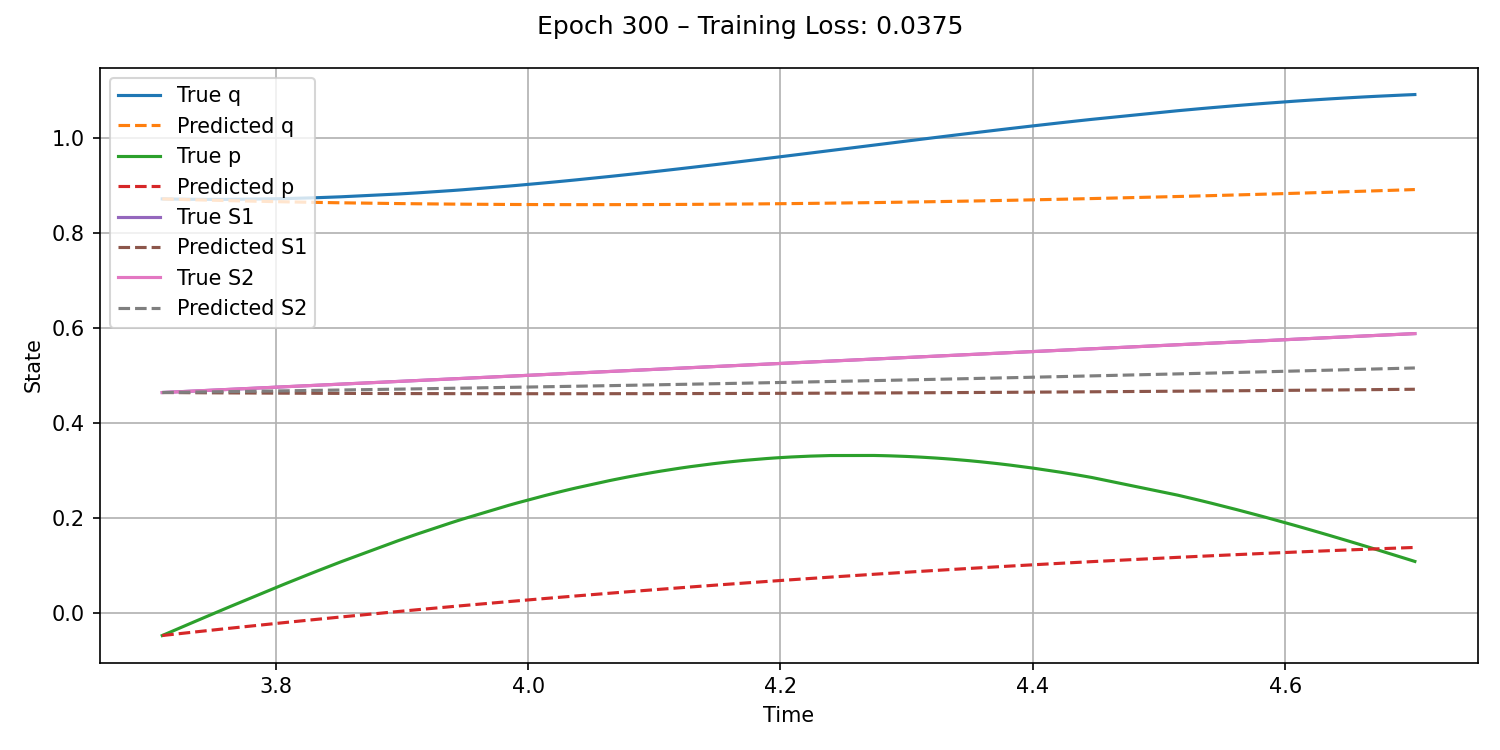 Epoch 300 – Training Loss: 0.0375
True q
Predicted q
True p
Predicted p
True S1
Predicted S1
True S2
Predicted S2
State
1.0
0.8
0.6
0.4
0.2
0.0
3.8
4.0
4.2
4.4
4.6
Time